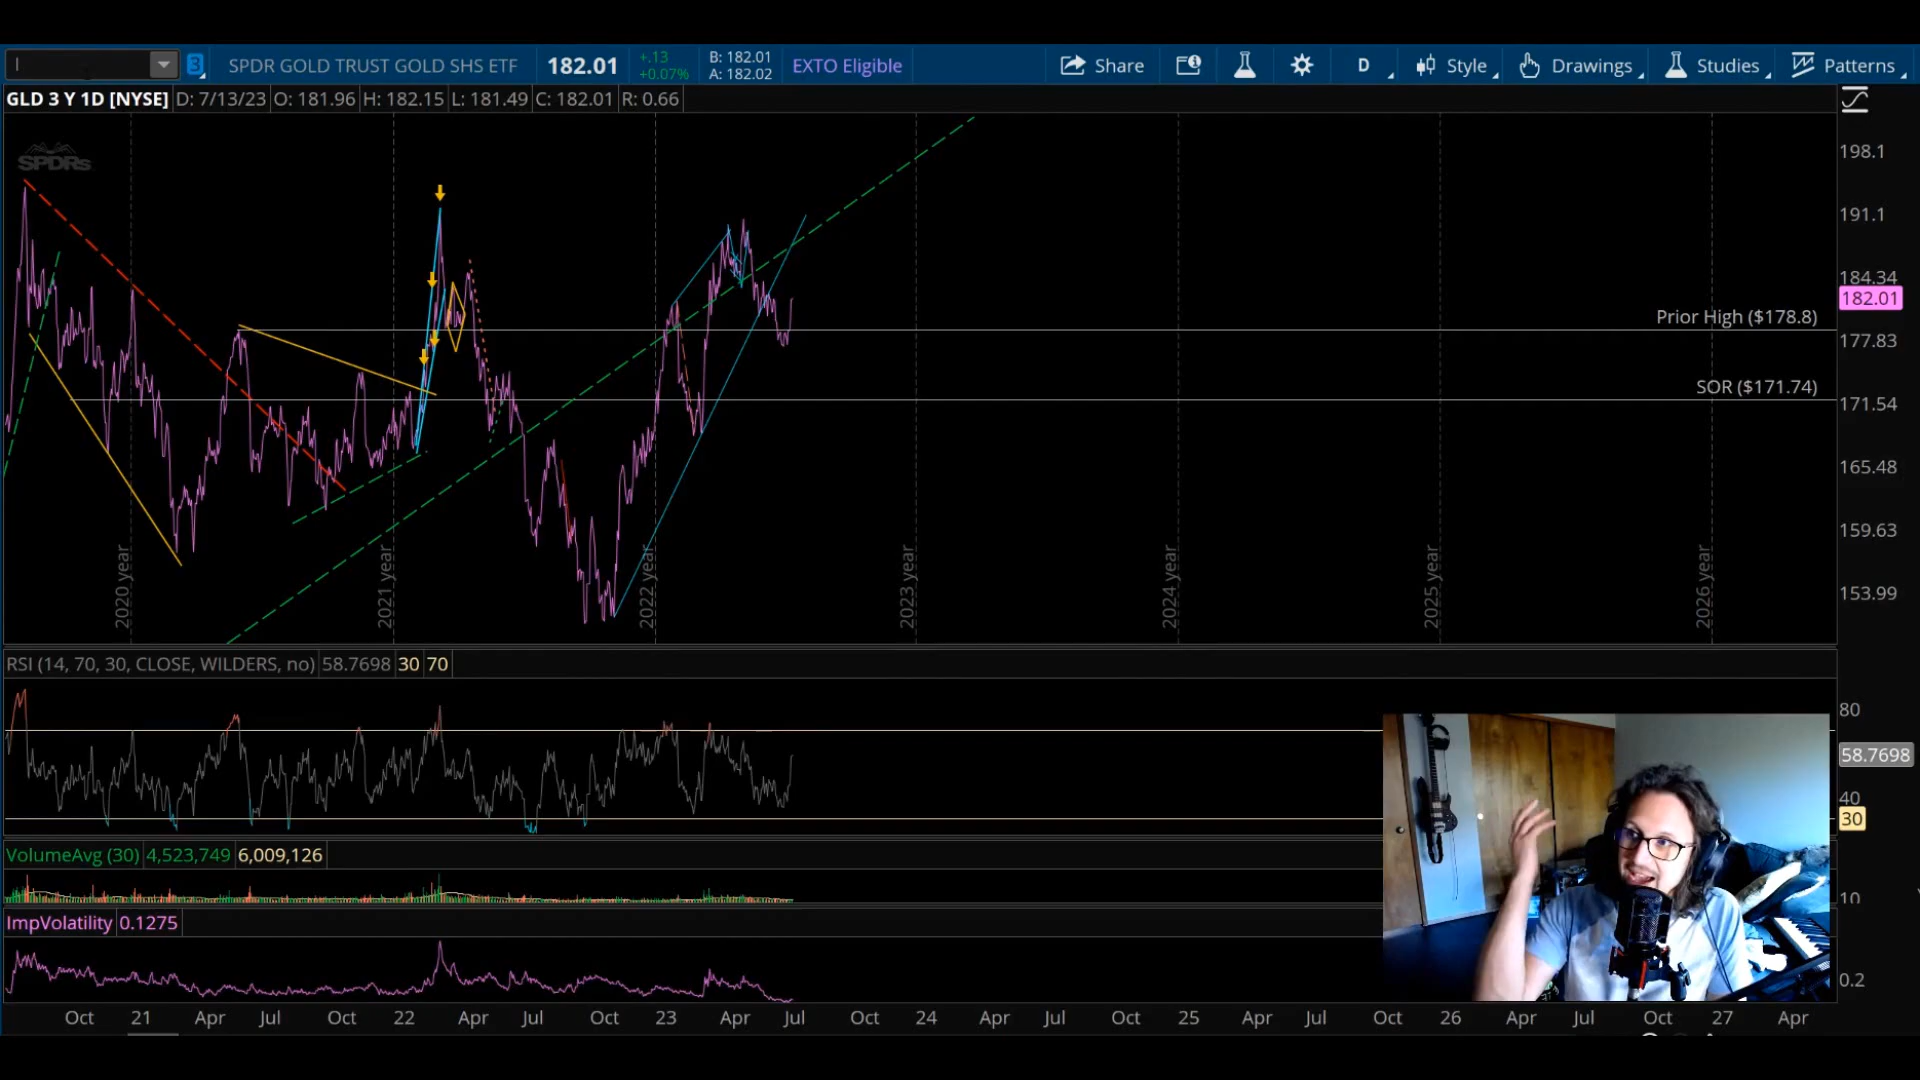 3 SPDR GOLD TRUST GOLD SHS ETF 182.01 +.13 +0.07% B: 182.01 A: 182.02 EXTO Eligible Share D Style Drawings Studies Patterns
GLD 3 Y 1D [NYSE] D: 7/13/23 O: 181.96 H: 182.15 L: 181.49 C: 182.01 R: 0.66
SPDRs
198.1
191.1
184.34
182.01
Prior High ($178.8)
177.83
SOR ($171.74)
171.54
165.48
159.63
153.99
2020 year
2021 year
2022 year
2023 year
2024 year
2025 year
2026 year
RSI (14, 70, 30, CLOSE, WILDERS, no) 58.7698 30 70
80
58.7698
40
30
VolumeAvg (30) 4,523,749 6,009,126
10
ImpVolatility 0.1275
0.2
Oct 21 Apr Jul Oct 22 Apr Jul Oct 23 Apr Jul Oct 24 Apr Jul Oct 25 Apr Jul Oct 26 Apr Jul Oct 27 Apr